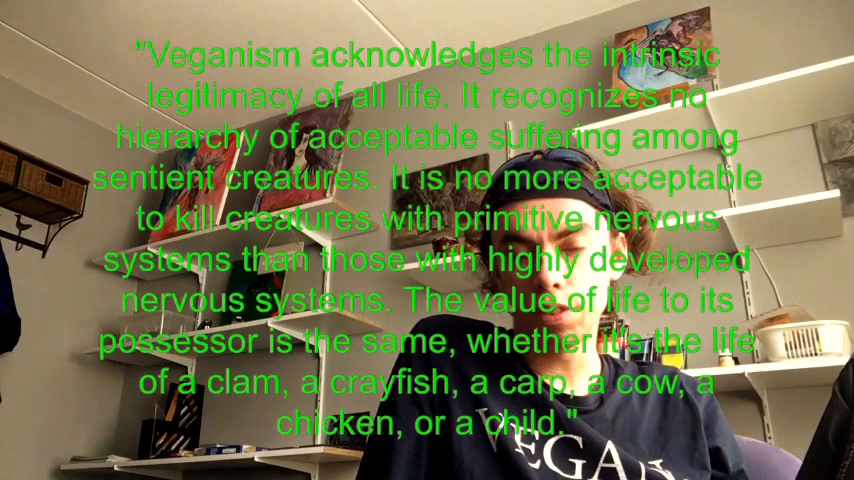 "Veganism acknowledges the intrinsic
legitimacy of all life. It recognizes no
hierarchy of acceptable suffering among
sentient creatures. It is no more acceptable
to kill creatures with primitive nervous
systems than those with highly developed
nervous systems. The value of life to its
possessor is the same, whether it's the life
of a clam, a crayfish, a carp, a cow, a
chicken, or a child."
VEGAN